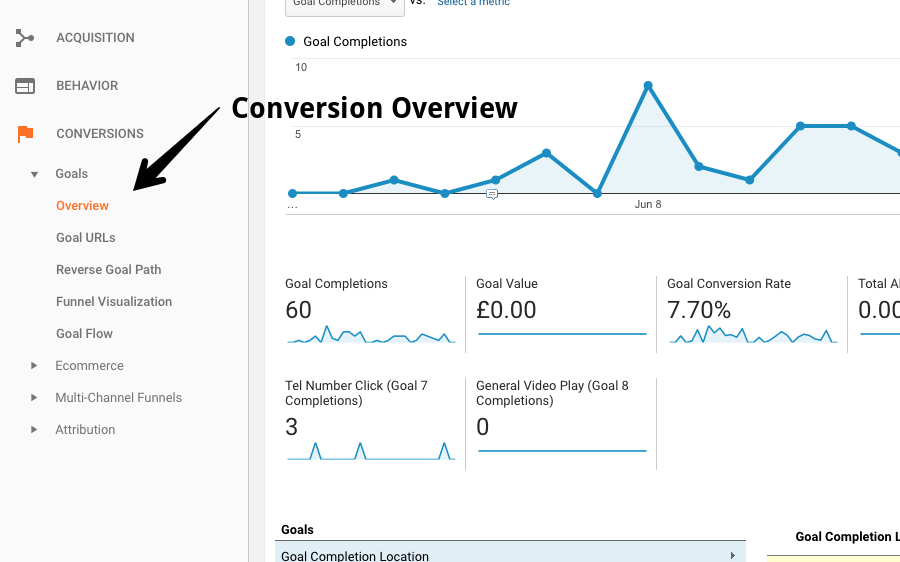 Goal Completions
vs.
Select a metric
ACQUISITION
BEHAVIOR
CONVERSIONS
Goals
Overview
Goal URLs
Reverse Goal Path
Funnel Visualization
Goal Flow
Ecommerce
Multi-Channel Funnels
Attribution
Goal Completions
10
Conversion Overview
5
...
Jun 8
Goal Completions
60
Goal Value
£0.00
Goal Conversion Rate
7.70%
Total
0.00
Tel Number Click (Goal 7
Completions)
3
General Video Play (Goal 8
Completions)
0
Goals
Goal Completion Location
Goal Completion